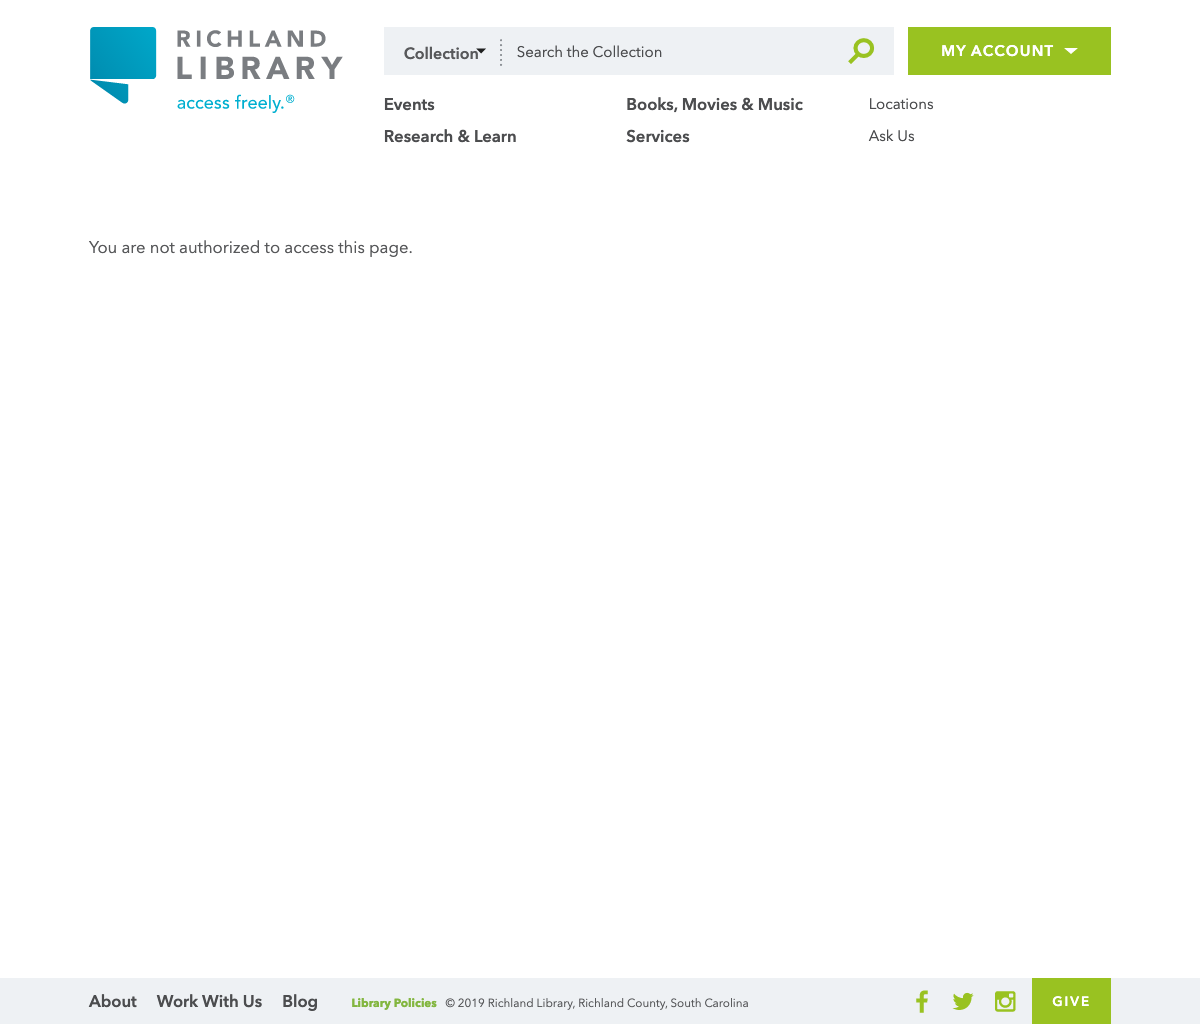 RICHLAND
LIBRARY
access freely.®
Collection
Search the Collection
MY ACCOUNT
Events
Books, Movies & Music
Locations
Research & Learn
Services
Ask Us
You are not authorized to access this page.
About
Work With Us
Blog
Library Policies © 2019 Richland Library, Richland County, South Carolina
GIVE